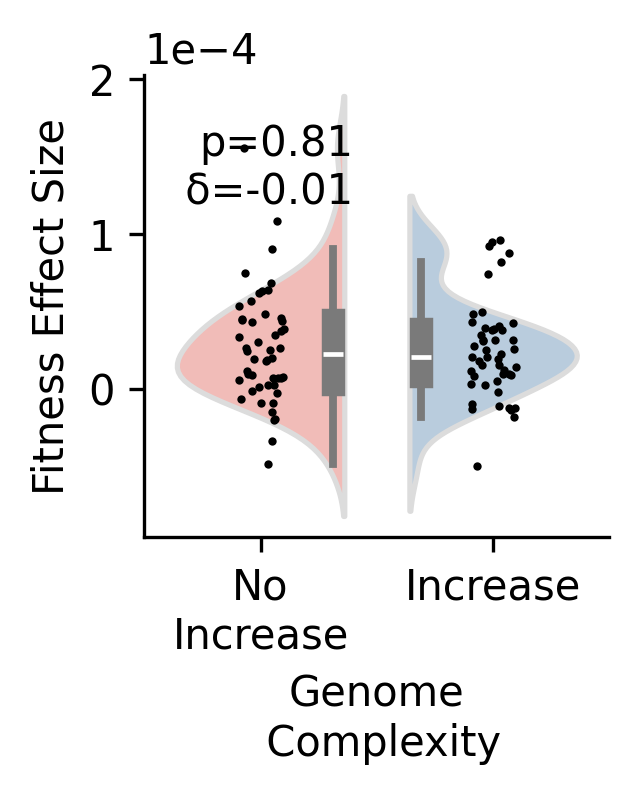 1e−4
2
p=0.81
δ=-0.01
1
0
Fitness Effect Size
No
Increase
Increase
Genome
Complexity